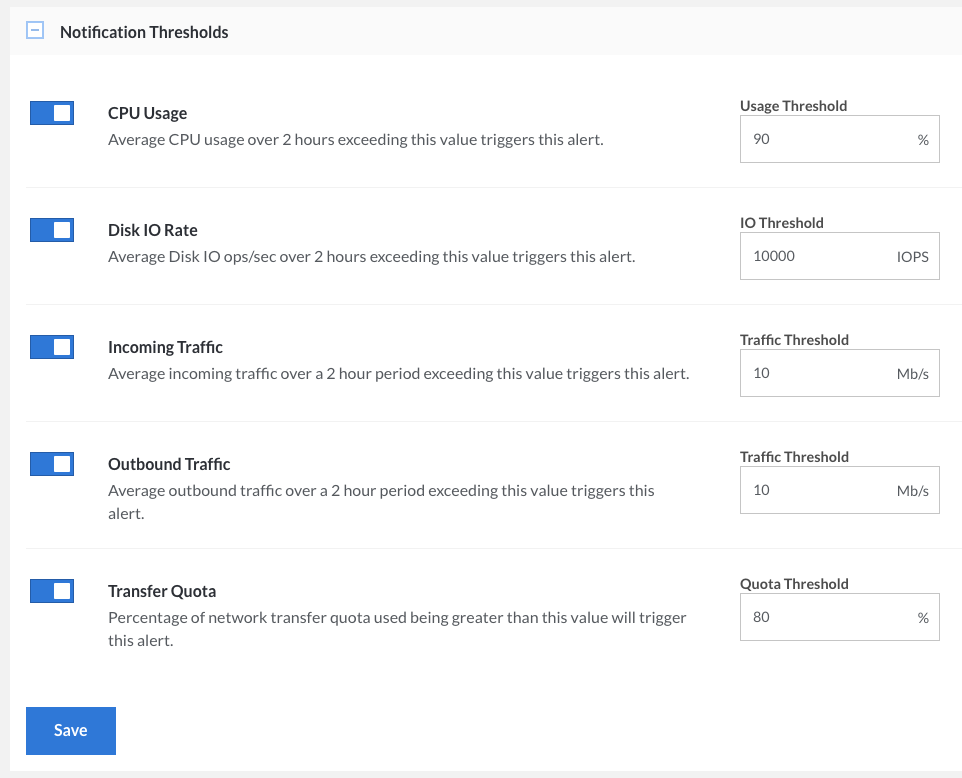 Notification Thresholds
CPU Usage
Average CPU usage over 2 hours exceeding this value triggers this alert.
Usage Threshold
90 %
Disk IO Rate
Average Disk IO ops/sec over 2 hours exceeding this value triggers this alert.
IO Threshold
10000 IOPS
Incoming Traffic
Average incoming traffic over a 2 hour period exceeding this value triggers this alert.
Traffic Threshold
10 Mb/s
Outbound Traffic
Average outbound traffic over a 2 hour period exceeding this value triggers this
alert.
Traffic Threshold
10 Mb/s
Transfer Quota
Percentage of network transfer quota used being greater than this value will trigger
this alert.
Quota Threshold
80 %
Save